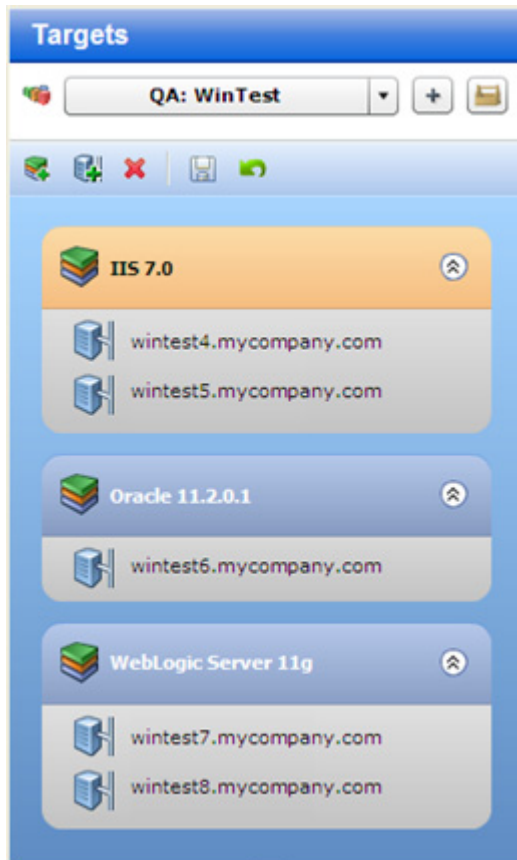 Targets
QA: WinTest
IIS 7.0
wintest4.mycompany.com
wintest5.mycompany.com
Oracle 11.2.0.1
wintest6.mycompany.com
WebLogic Server 11g
wintest7.mycompany.com
wintest8.mycompany.com